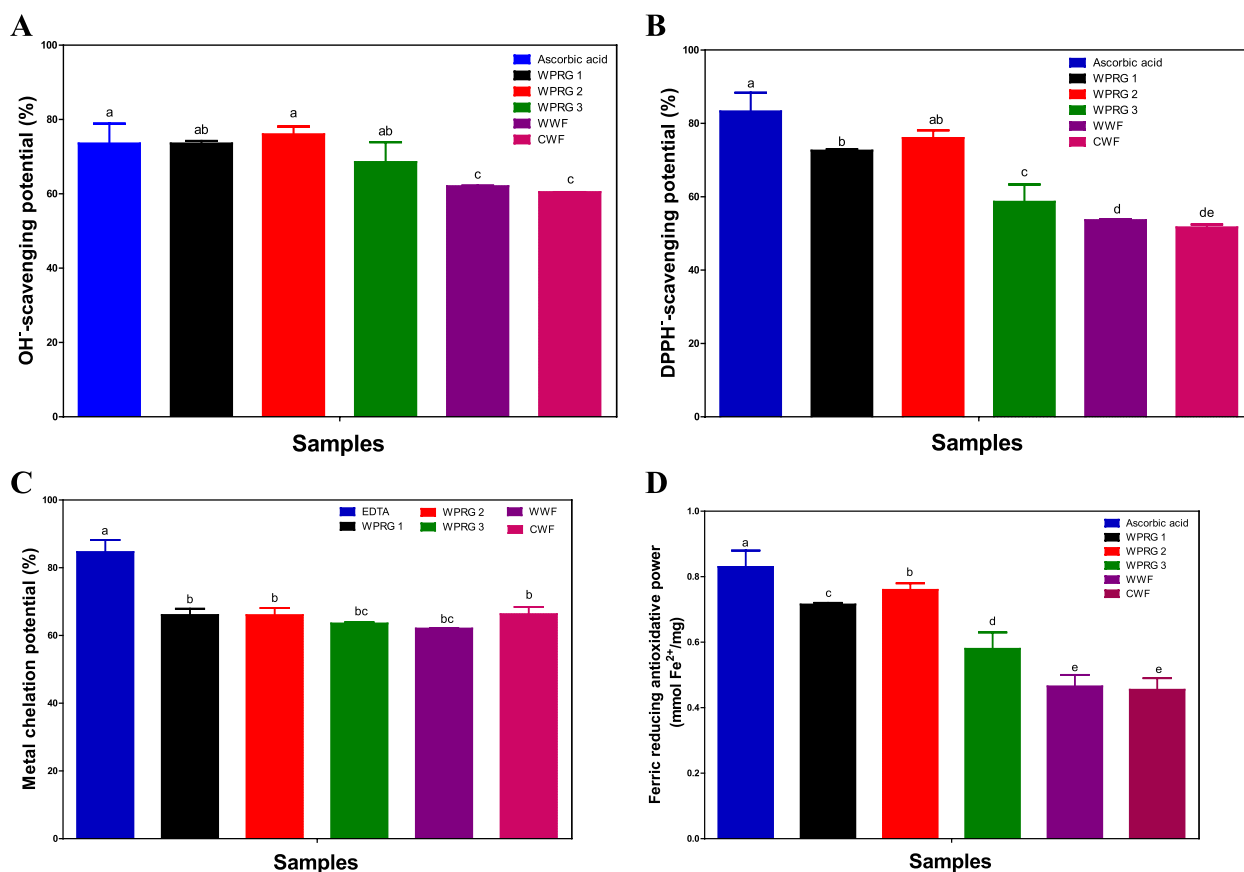 A
OH⁻-scavenging potential (%)
100
80
60
40
20
0
a
ab
a
ab
c
c
Ascorbic acid
WPRG 1
WPRG 2
WPRG 3
WWF
CWF
Samples
B
DPPH⁻-scavenging potential (%)
100
80
60
40
20
0
a
b
ab
c
d
de
Ascorbic acid
WPRG 1
WPRG 2
WPRG 3
WWF
CWF
Samples
C
Metal chelation potential (%)
100
80
60
40
20
0
a
b
b
bc
bc
b
EDTA
WPRG 1
WPRG 2
WPRG 3
WWF
CWF
Samples
D
Ferric reducing antioxidative power
(mmol Fe²⁺/mg)
1.0
0.8
0.6
0.4
0.2
0.0
a
c
b
d
e
e
Ascorbic acid
WPRG 1
WPRG 2
WPRG 3
WWF
CWF
Samples